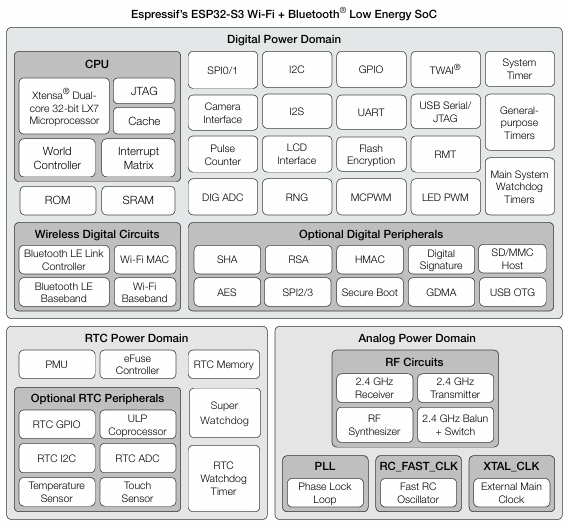 Espressif's ESP32-S3 Wi-Fi + Bluetooth® Low Energy SoC
Digital Power Domain
CPU
Xtensa® Dual-
core 32-bit LX7
Microprocessor
JTAG
Cache
World
Controller
Interrupt
Matrix
ROM
SRAM
SPI0/1
I2C
GPIO
TWAI®
System
Timer
Camera
Interface
I2S
UART
USB Serial/
JTAG
General-
purpose
Timers
Pulse
Counter
LCD
Interface
Flash
Encryption
RMT
Main System
Watchdog
Timers
DIG ADC
RNG
MCPWM
LED PWM
Wireless Digital Circuits
Bluetooth LE Link
Controller
Wi-Fi MAC
Bluetooth LE
Baseband
Wi-Fi
Baseband
Optional Digital Peripherals
SHA
RSA
HMAC
Digital
Signature
SD/MMC
Host
AES
SPI2/3
Secure Boot
GDMA
USB OTG
RTC Power Domain
PMU
eFuse
Controller
RTC Memory
Optional RTC Peripherals
RTC GPIO
ULP
Coprocessor
RTC I2C
RTC ADC
Temperature
Sensor
Touch
Sensor
Super
Watchdog
RTC
Watchdog
Timer
Analog Power Domain
RF Circuits
2.4 GHz
Receiver
2.4 GHz
Transmitter
RF
Synthesizer
2.4 GHz Balun
+ Switch
PLL
Phase Lock
Loop
RC_FAST_CLK
Fast RC
Oscillator
XTAL_CLK
External Main
Clock